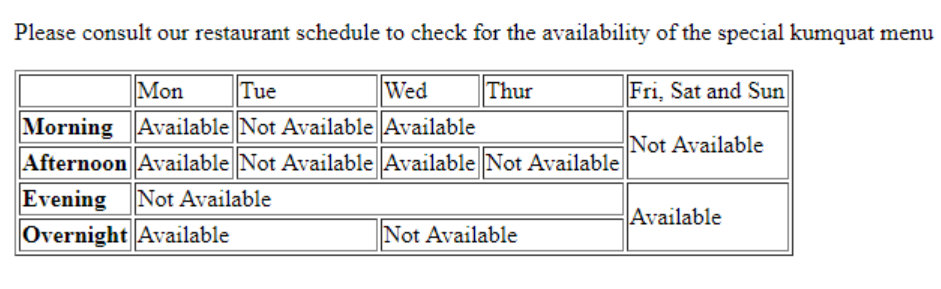 Please consult our restaurant schedule to check for the availability of the special kumquat menu
Mon Tue Wed Thur Fri, Sat and Sun
Morning Available Not Available Available Not Available
Afternoon Available Not Available Available Not Available
Evening Not Available Available
Overnight Available Not Available